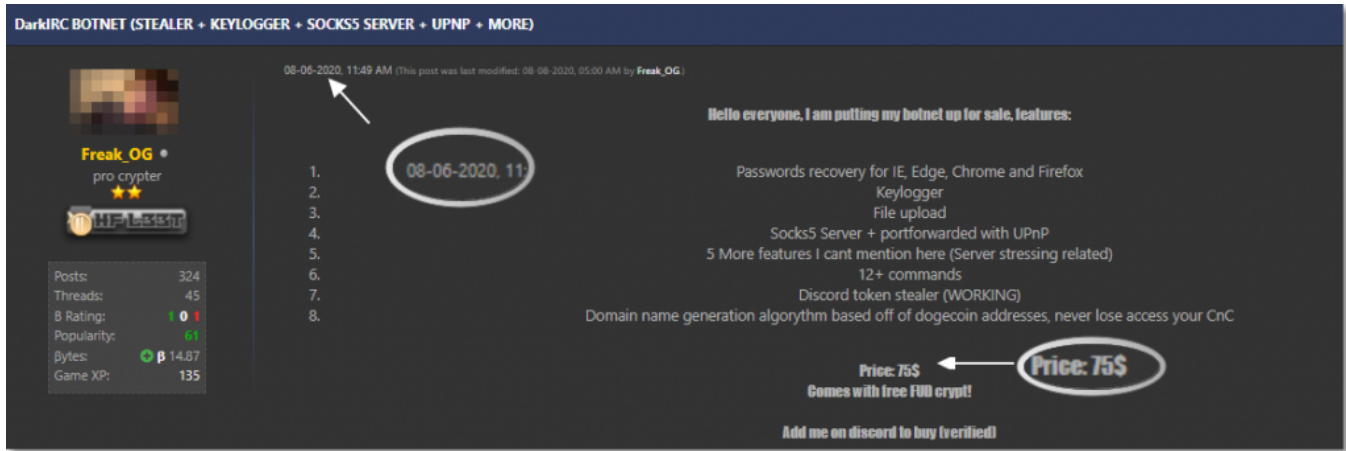 DarkIRC BOTNET (STEALER + KEYLOGGER + SOCKS5 SERVER + UPNP + MORE)
08-06-2020, 11:49 AM (This post was last modified: 08-08-2020, 05:00 AM by Freak_OG.)
Freak_OG
pro crypter
HF L33T
Posts: 324
Threads: 45
B Rating: 1 0 1
Popularity: 61
βytes: β 14.87
Game XP: 135
Hello everyone, I am putting my botnet up for sale, features:
08-06-2020, 11:
1. Passwords recovery for IE, Edge, Chrome and Firefox
2. Keylogger
3. File upload
4. Socks5 Server + portforwarded with UPnP
5. 5 More features I cant mention here (Server stressing related)
6. 12+ commands
7. Discord token stealer (WORKING)
8. Domain name generation algorythm based off of dogecoin addresses, never lose access your CnC
Price: 75$
Price: 75$
Comes with free FUD crypt!
Add me on discord to buy (verified)